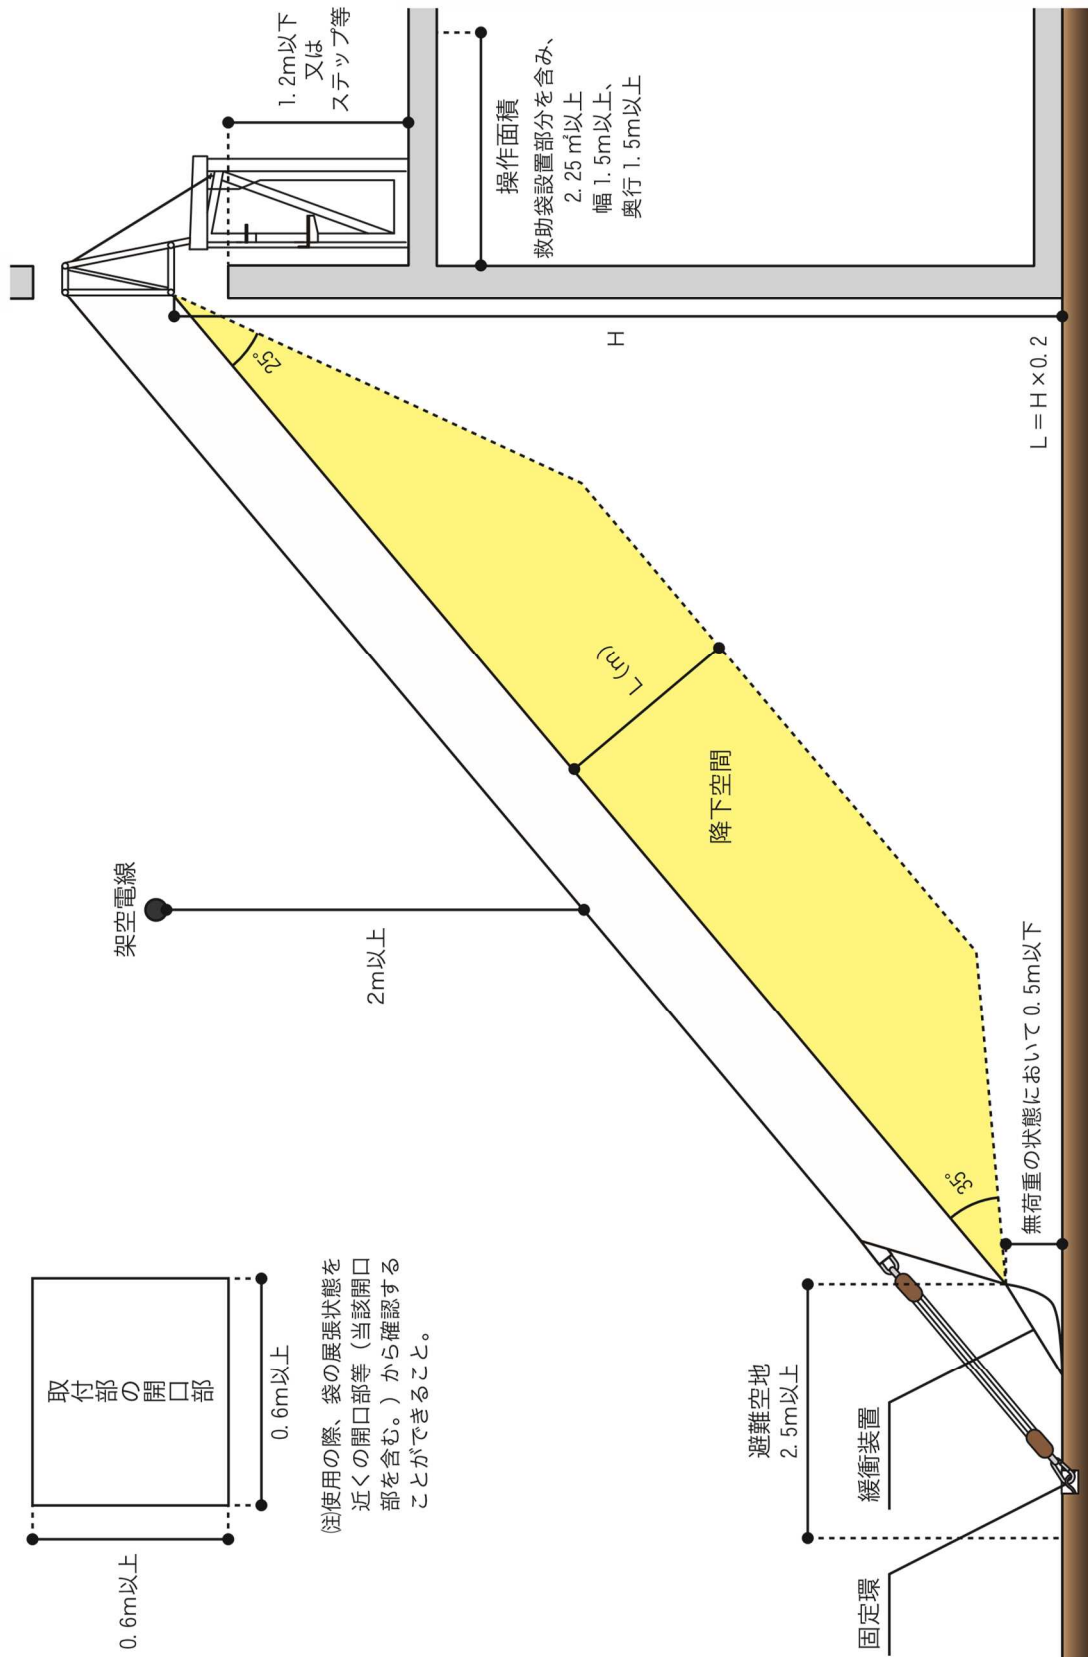 取付部の開口部
0.6m以上
0.6m以上
㊟使用の際、袋の展張状態を
近くの開口部等（当該開口
部を含む。）から確認する
ことができること。
架空電線
2m以上
1.2m以下
又は
ステップ等
操作面積
救助袋設置部分を含み、
2.25㎡以上
幅1.5m以上、
奥行1.5m以上
25°
H
L(m)
降下空間
35°
L=H×0.2
無荷重の状態において0.5m以下
避難空地
2.5m以上
緩衝装置
固定環